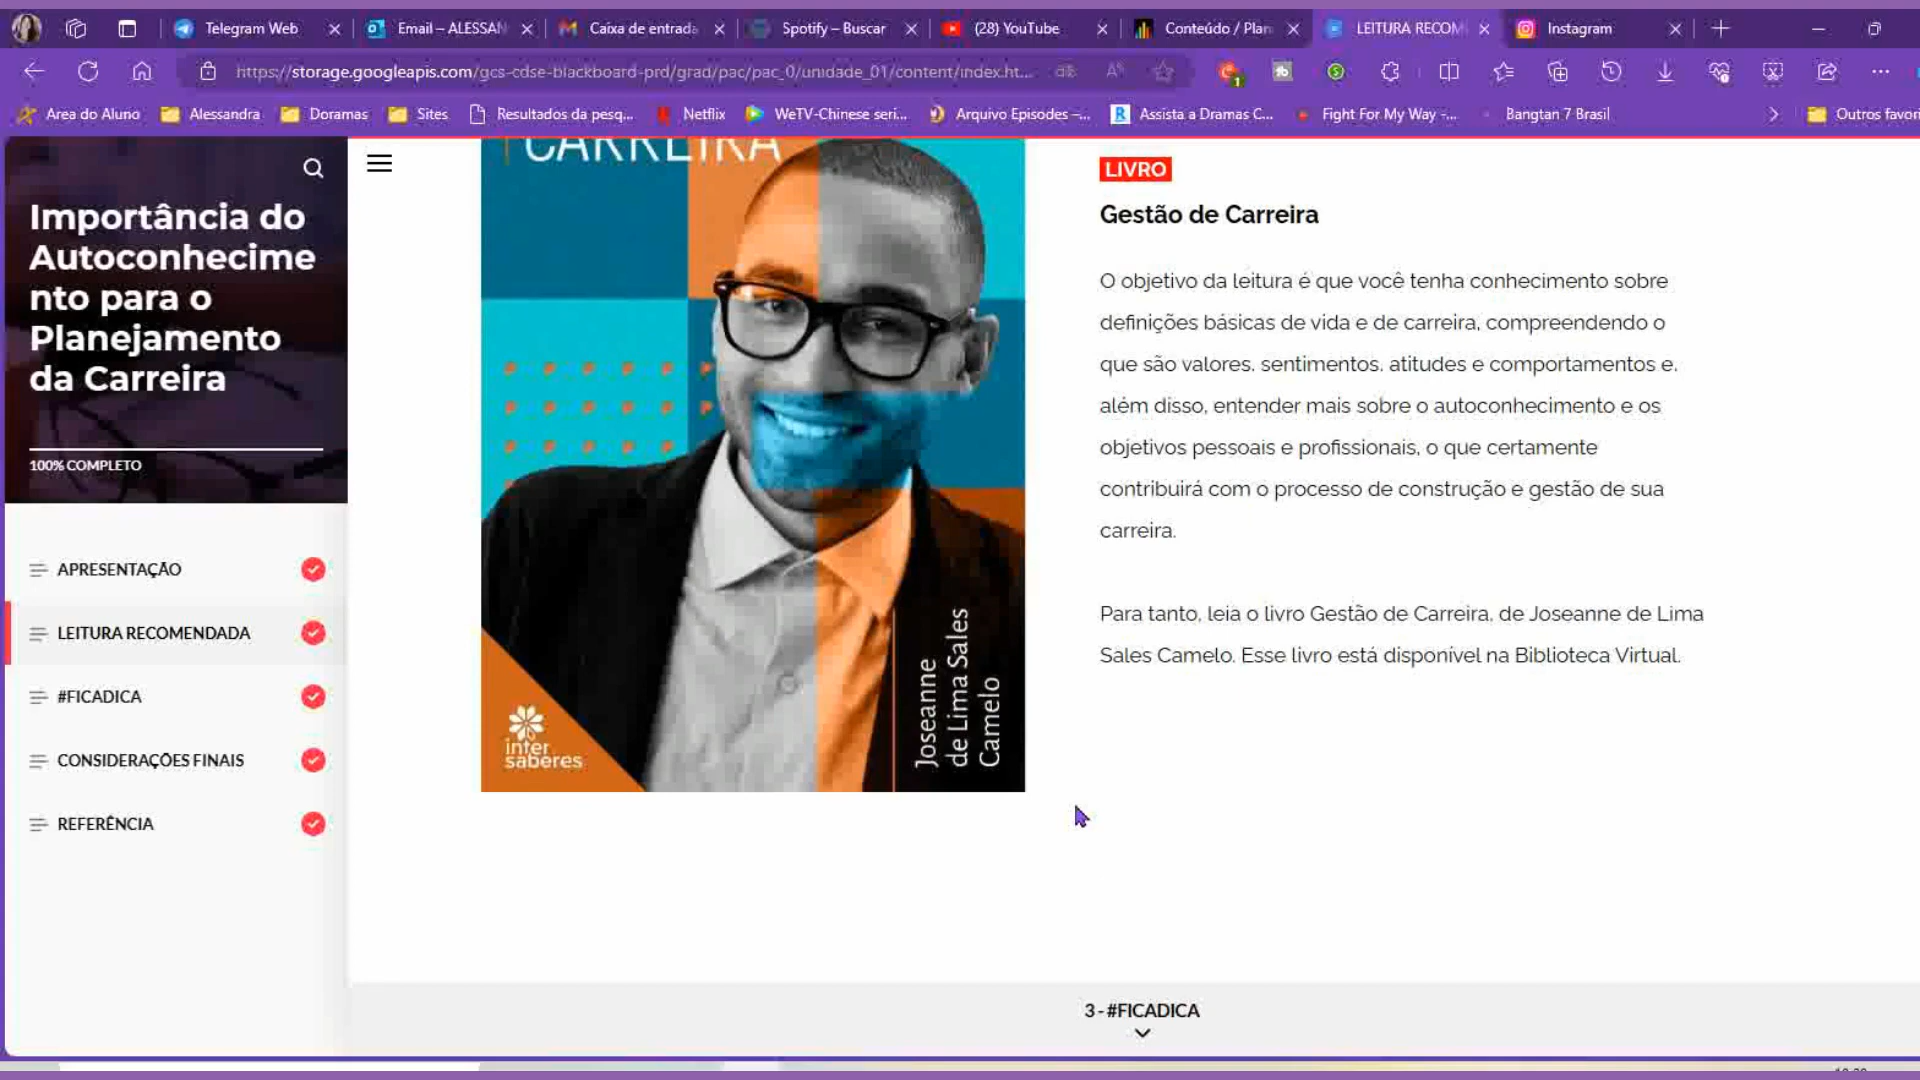 Telegram Web
Email – ALESSAN
Caixa de entrada
Spotify – Buscar
(28) YouTube
Conteúdo / Plan
LEITURA RECOM
Instagram
https://storage.googleapis.com/gcs-cdse-blackboard-prd/grad/pac/pac_0/unidade_01/content/index.ht...
1
Area do Aluno
Alessandra
Doramas
Sites
Resultados da pesq...
Netflix
WeTV-Chinese seri...
Arquivo Episodes –...
Assista a Dramas C...
Fight For My Way -...
Bangtan 7 Brasil
Outros favori
Importância do
Autoconhecime
nto para o
Planejamento
da Carreira
100% COMPLETO
APRESENTAÇÃO
LEITURA RECOMENDADA
#FICADICA
CONSIDERAÇÕES FINAIS
REFERÊNCIA
CARREIRA
Joseanne
de Lima Sales
Camelo
inter
saberes
LIVRO
Gestão de Carreira
O objetivo da leitura é que você tenha conhecimento sobre
definições básicas de vida e de carreira, compreendendo o
que são valores, sentimentos, atitudes e comportamentos e,
além disso, entender mais sobre o autoconhecimento e os
objetivos pessoais e profissionais, o que certamente
contribuirá com o processo de construção e gestão de sua
carreira.
Para tanto, leia o livro Gestão de Carreira, de Joseanne de Lima
Sales Camelo. Esse livro está disponível na Biblioteca Virtual.
3 - #FICADICA